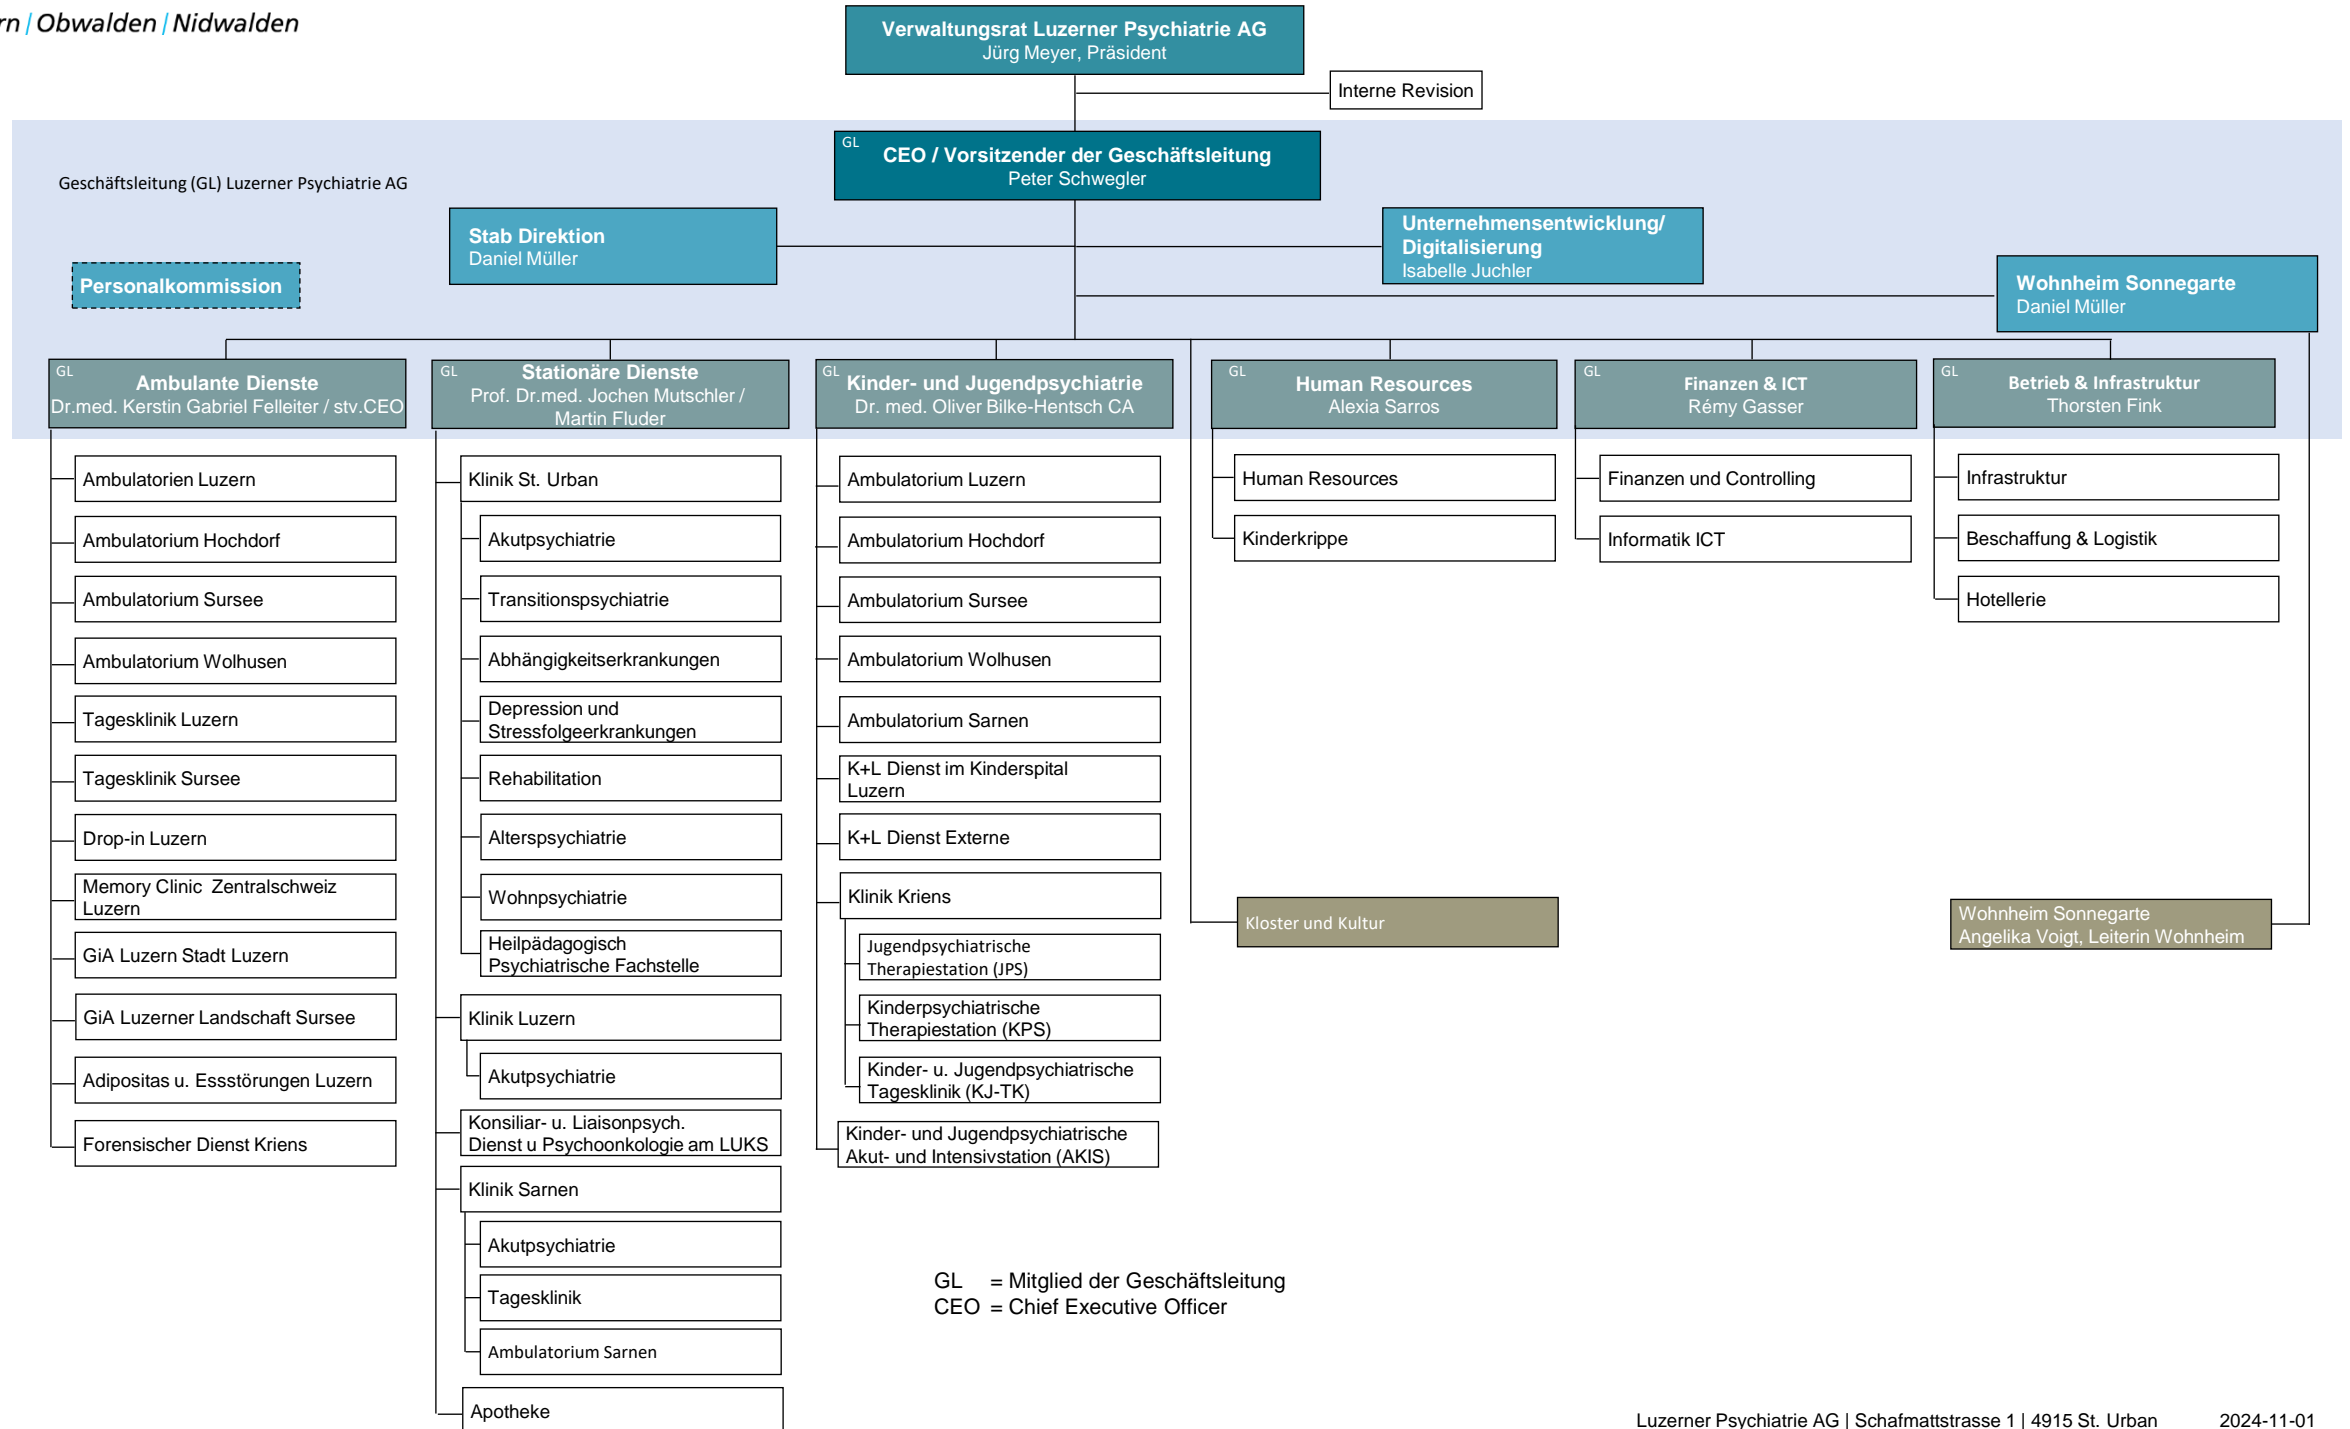 rn | Obwalden | Nidwalden
Verwaltungsrat Luzerner Psychiatrie AG
Jürg Meyer, Präsident
Interne Revision
GL
CEO / Vorsitzender der Geschäftsleitung
Peter Schwegler
Geschäftsleitung (GL) Luzerner Psychiatrie AG
Stab Direktion
Daniel Müller
Unternehmensentwicklung/
Digitalisierung
Isabelle Juchler
Personalkommission
Wohnheim Sonnegarte
Daniel Müller
GL
Ambulante Dienste
Dr.med. Kerstin Gabriel Felleiter / stv.CEO
GL
Stationäre Dienste
Prof. Dr.med. Jochen Mutschler /
Martin Fluder
GL
Kinder- und Jugendpsychiatrie
Dr. med. Oliver Bilke-Hentsch CA
GL
Human Resources
Alexia Sarros
GL
Finanzen & ICT
Rémy Gasser
GL
Betrieb & Infrastruktur
Thorsten Fink
Ambulatorien Luzern
Ambulatorium Hochdorf
Ambulatorium Sursee
Ambulatorium Wolhusen
Tagesklinik Luzern
Tagesklinik Sursee
Drop-in Luzern
Memory Clinic Zentralschweiz
Luzern
GiA Luzern Stadt Luzern
GiA Luzerner Landschaft Sursee
Adipositas u. Essstörungen Luzern
Forensischer Dienst Kriens
Klinik St. Urban
Akutpsychiatrie
Transitionspsychiatrie
Abhängigkeitserkrankungen
Depression und
Stressfolgeerkrankungen
Rehabilitation
Alterspsychiatrie
Wohnpsychiatrie
Heilpädagogisch
Psychiatrische Fachstelle
Klinik Luzern
Akutpsychiatrie
Konsiliar- u. Liaisonpsych.
Dienst u Psychoonkologie am LUKS
Klinik Sarnen
Akutpsychiatrie
Tagesklinik
Ambulatorium Sarnen
Apotheke
Ambulatorium Luzern
Ambulatorium Hochdorf
Ambulatorium Sursee
Ambulatorium Wolhusen
Ambulatorium Sarnen
K+L Dienst im Kinderspital
Luzern
K+L Dienst Externe
Klinik Kriens
Jugendpsychiatrische
Therapiestation (JPS)
Kinderpsychiatrische
Therapiestation (KPS)
Kinder- u. Jugendpsychiatrische
Tagesklinik (KJ-TK)
Kinder- und Jugendpsychiatrische
Akut- und Intensivstation (AKIS)
Human Resources
Kinderkrippe
Finanzen und Controlling
Informatik ICT
Infrastruktur
Beschaffung & Logistik
Hotellerie
Kloster und Kultur
Wohnheim Sonnegarte
Angelika Voigt, Leiterin Wohnheim
GL = Mitglied der Geschäftsleitung
CEO = Chief Executive Officer
Luzerner Psychiatrie AG | Schafmattstrasse 1 | 4915 St. Urban 2024-11-01